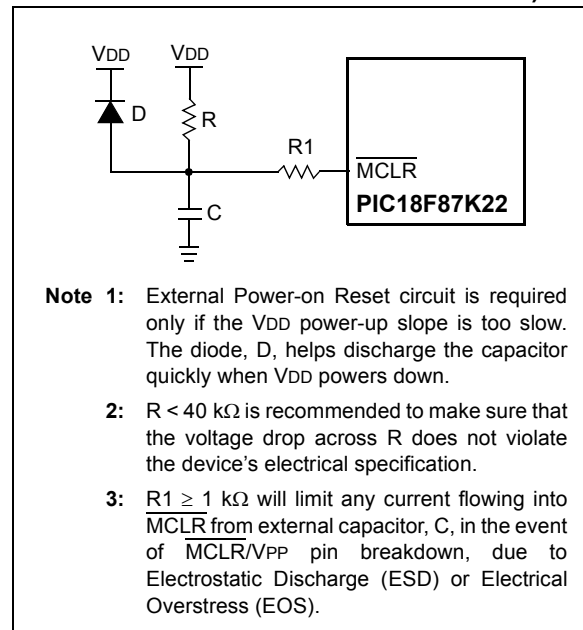 VDD VDD
D
R
R1
MCLR
PIC18F87K22
C
Note 1: External Power-on Reset circuit is required
only if the VDD power-up slope is too slow.
The diode, D, helps discharge the capacitor
quickly when VDD powers down.
2: R < 40 kΩ is recommended to make sure that
the voltage drop across R does not violate
the device's electrical specification.
3: R1 ≥ 1 kΩ will limit any current flowing into
MCLR from external capacitor, C, in the event
of MCLR/VPP pin breakdown, due to
Electrostatic Discharge (ESD) or Electrical
Overstress (EOS).